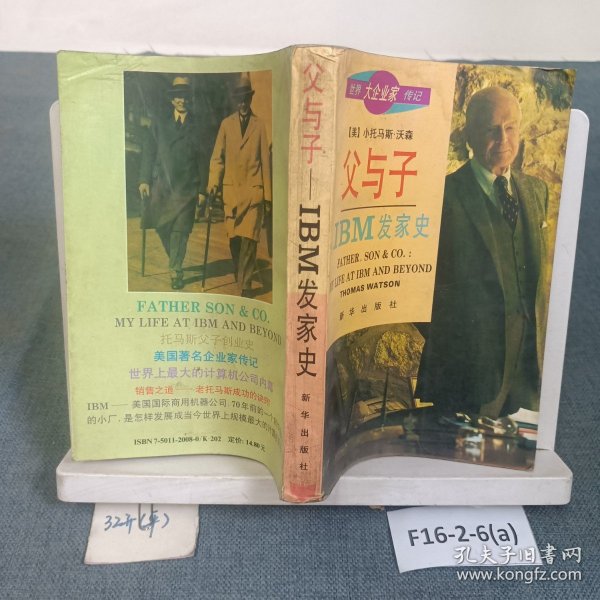 FATHER SON & CO.
MY LIFE AT IBM AND BEYOND
托马斯父子创业史
美国著名企业家传记
世界上最大的计算机公司内幕
销售之道——老托马斯成功的诀窍
IBM——美国国际商用机器公司,70年前的一个
的小厂,是怎样发展成当今世界上规模最大的计
ISBN7-5011-2008-0/K·202 定价: 14.80元
父与子——IBM发家史
新华出版社
世界 大企业家 传记
【美】小托马斯·沃森
父与子
IBM发家史
FATHER, SON & CO.:
MY LIFE AT IBM AND BEYOND
THOMAS WATSON
新华出版社
32开(平)
F16-2-6(a)
孔夫子旧书网
www.kongfz.com